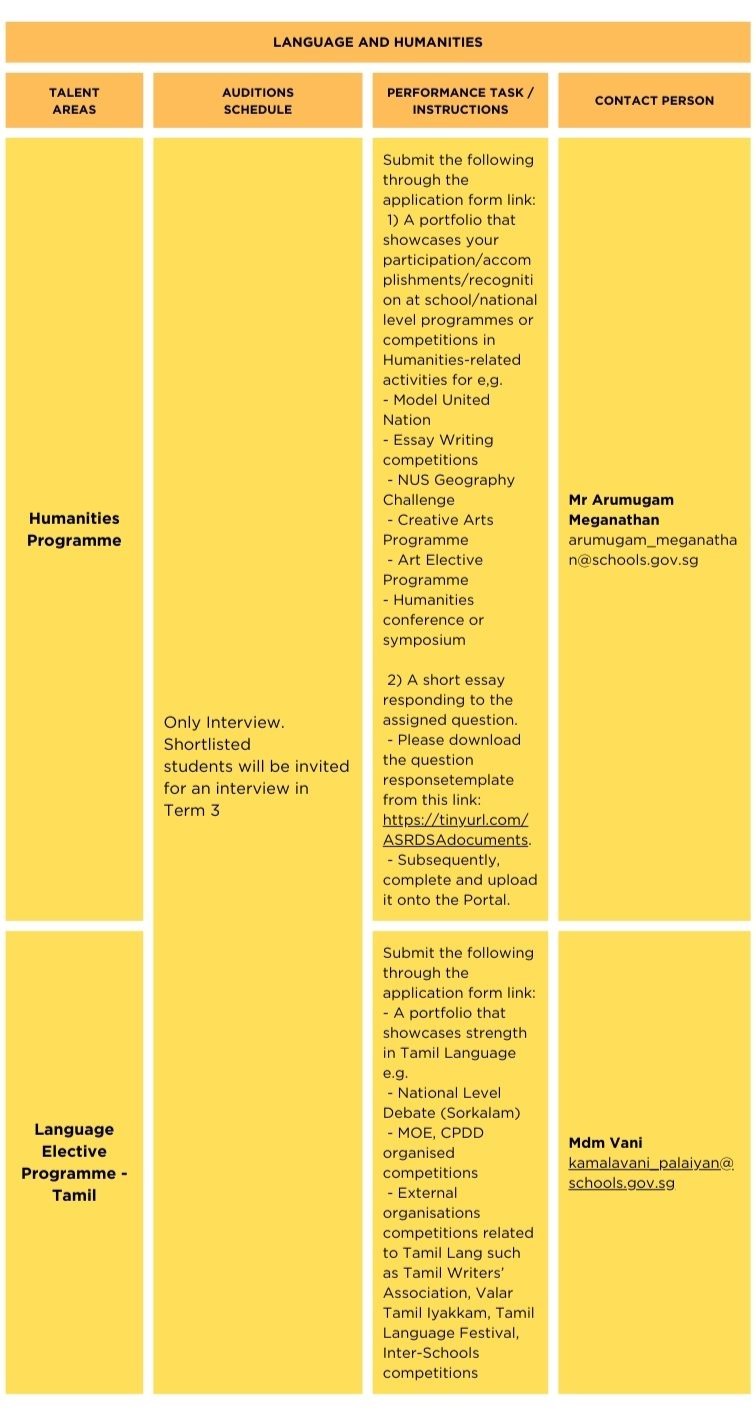 LANGUAGE AND HUMANITIES
TALENT
AREAS
AUDITIONS
SCHEDULE
PERFORMANCE TASK /
INSTRUCTIONS
CONTACT PERSON
Humanities
Programme
Only Interview.
Shortlisted
students will be invited
for an interview in
Term 3
Submit the following
through the
application form link:
1) A portfolio that
showcases your
participation/accom
plishments/recogniti
on at school/national
level programmes or
competitions in
Humanities-related
activities for e,g.
- Model United
Nation
- Essay Writing
competitions
- NUS Geography
Challenge
- Creative Arts
Programme
- Art Elective
Programme
- Humanities
conference or
symposium
2) A short essay
responding to the
assigned question.
- Please download
the question
responsetemplate
from this link:
https://tinyurl.com/
ASRDSAdocuments.
- Subsequently,
complete and upload
it onto the Portal.
Mr Arumugam
Meganathan
arumugam_meganatha
n@schools.gov.sg
Language
Elective
Programme -
Tamil
Submit the following
through the
application form link:
- A portfolio that
showcases strength
in Tamil Language
e.g.
- National Level
Debate (Sorkalam)
- MOE, CPDD
organised
competitions
- External
organisations
competitions related
to Tamil Lang such
as Tamil Writers'
Association, Valar
Tamil Iyakkam, Tamil
Language Festival,
Inter-Schools
competitions
Mdm Vani
kamalavani_palaiyan@
schools.gov.sg